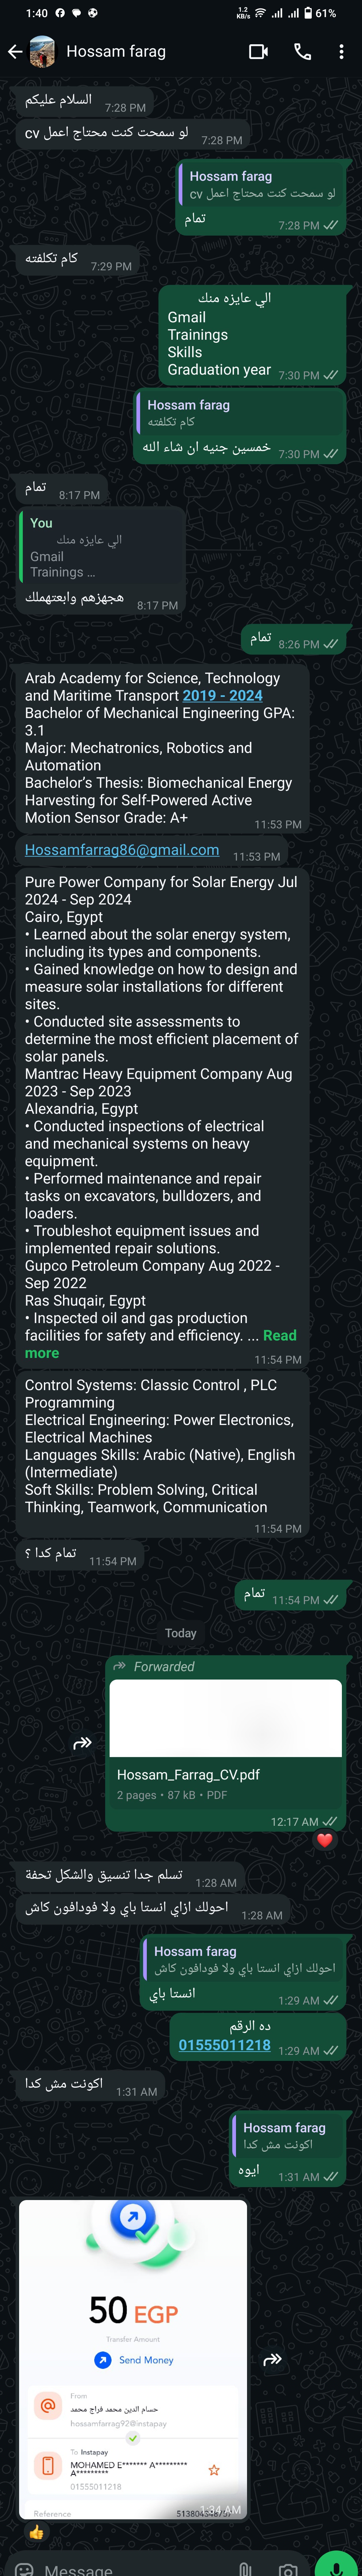 1:40
1.2 KB/s
61%
Hossam farag
السلام عليكم
7:28 PM
لو سمحت كنت محتاج اعمل cv
7:28 PM
Hossam farag
لو سمحت كنت محتاج اعمل cv
تمام
7:28 PM
كام تكلفته
7:29 PM
الي عايزه منك
Gmail
Trainings
Skills
Graduation year
7:30 PM
Hossam farag
كام تكلفته
خمسين جنيه ان شاء الله
7:30 PM
تمام
8:17 PM
You
الي عايزه منك
Gmail
Trainings ...
هجهزهم وابعتهملك
8:17 PM
تمام
8:26 PM
Arab Academy for Science, Technology
and Maritime Transport 2019 - 2024
Bachelor of Mechanical Engineering GPA:
3.1
Major: Mechatronics, Robotics and
Automation
Bachelor's Thesis: Biomechanical Energy
Harvesting for Self-Powered Active
Motion Sensor Grade: A+
11:53 PM
Hossamfarrag86@gmail.com
11:53 PM
Pure Power Company for Solar Energy Jul
2024 - Sep 2024
Cairo, Egypt
• Learned about the solar energy system,
including its types and components.
• Gained knowledge on how to design and
measure solar installations for different
sites.
• Conducted site assessments to
determine the most efficient placement of
solar panels.
Mantrac Heavy Equipment Company Aug
2023 - Sep 2023
Alexandria, Egypt
• Conducted inspections of electrical
and mechanical systems on heavy
equipment.
• Performed maintenance and repair
tasks on excavators, bulldozers, and
loaders.
• Troubleshot equipment issues and
implemented repair solutions.
Gupco Petroleum Company Aug 2022 -
Sep 2022
Ras Shuqair, Egypt
• Inspected oil and gas production
facilities for safety and efficiency. ... Read
more
11:54 PM
Control Systems: Classic Control , PLC
Programming
Electrical Engineering: Power Electronics,
Electrical Machines
Languages Skills: Arabic (Native), English
(Intermediate)
Soft Skills: Problem Solving, Critical
Thinking, Teamwork, Communication
11:54 PM
تمام كدا ؟
11:54 PM
تمام
11:54 PM
Today
Forwarded
Hossam_Farrag_CV.pdf
2 pages • 87 kB • PDF
12:17 AM
تسلم جدا تنسيق والشكل تحفة
1:28 AM
احولك ازاي انستا باي ولا فودافون كاش
1:28 AM
Hossam farag
احولك ازاي انستا باي ولا فودافون كاش
انستا باي
1:29 AM
ده الرقم
01555011218
1:29 AM
اكونت مش كدا
1:31 AM
Hossam farag
اكونت مش كدا
ايوه
1:31 AM
50 EGP
Transfer Amount
Send Money
From
حسام الدين محمد فراج محمد
hossamfarrag92@instapay
To Instapay
MOHAMED E******* A*********
A*********
01555011218
Reference
1:34 AM
Message